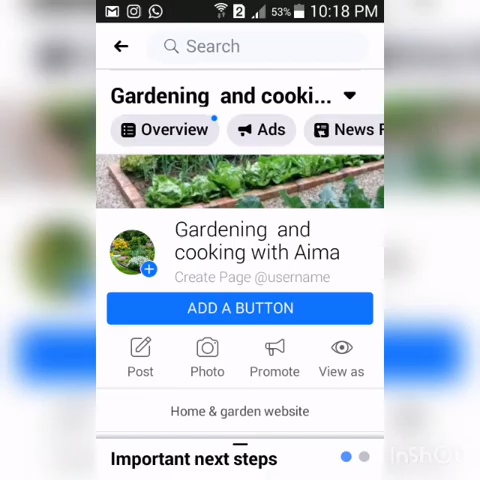 2 53% 10:18 PM
Search
Gardening and cooki...
Overview Ads News F
Gardening and
cooking with Aima
Create Page @username
ADD A BUTTON
Post Photo Promote View as
Home & garden website
InShOt
Important next steps